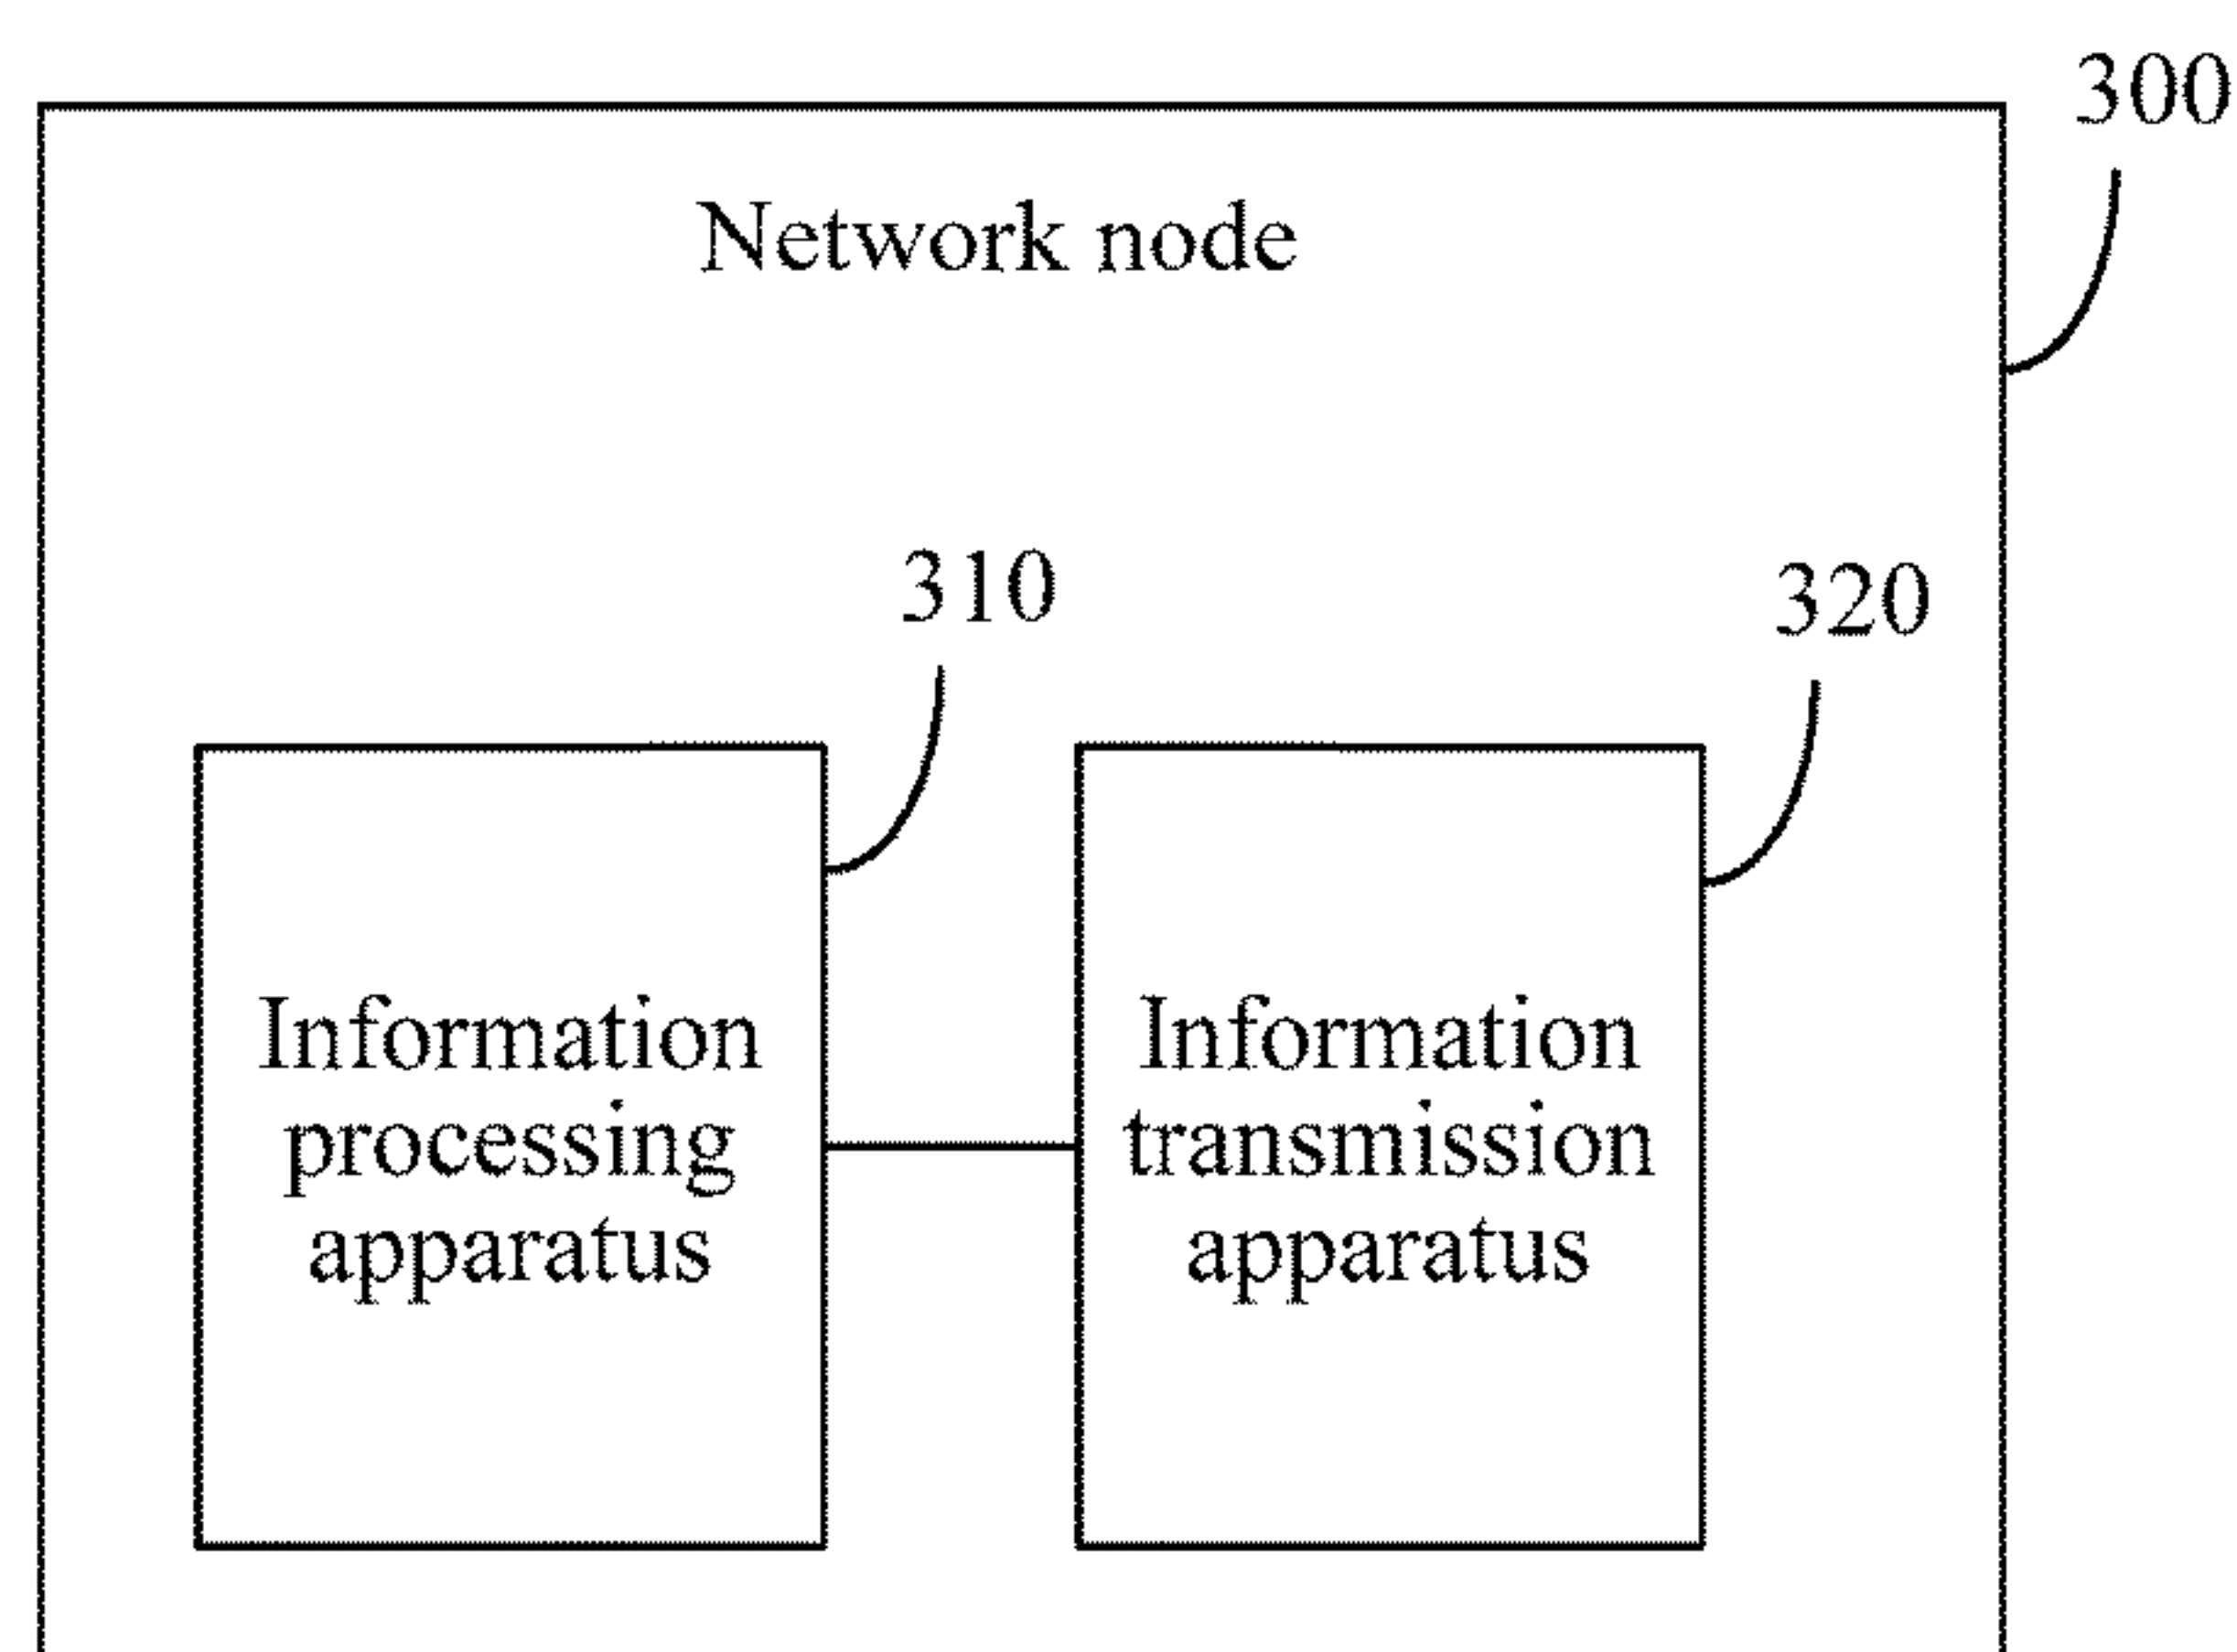 300
Network node
310
320
Information
processing
apparatus
Information
transmission
apparatus